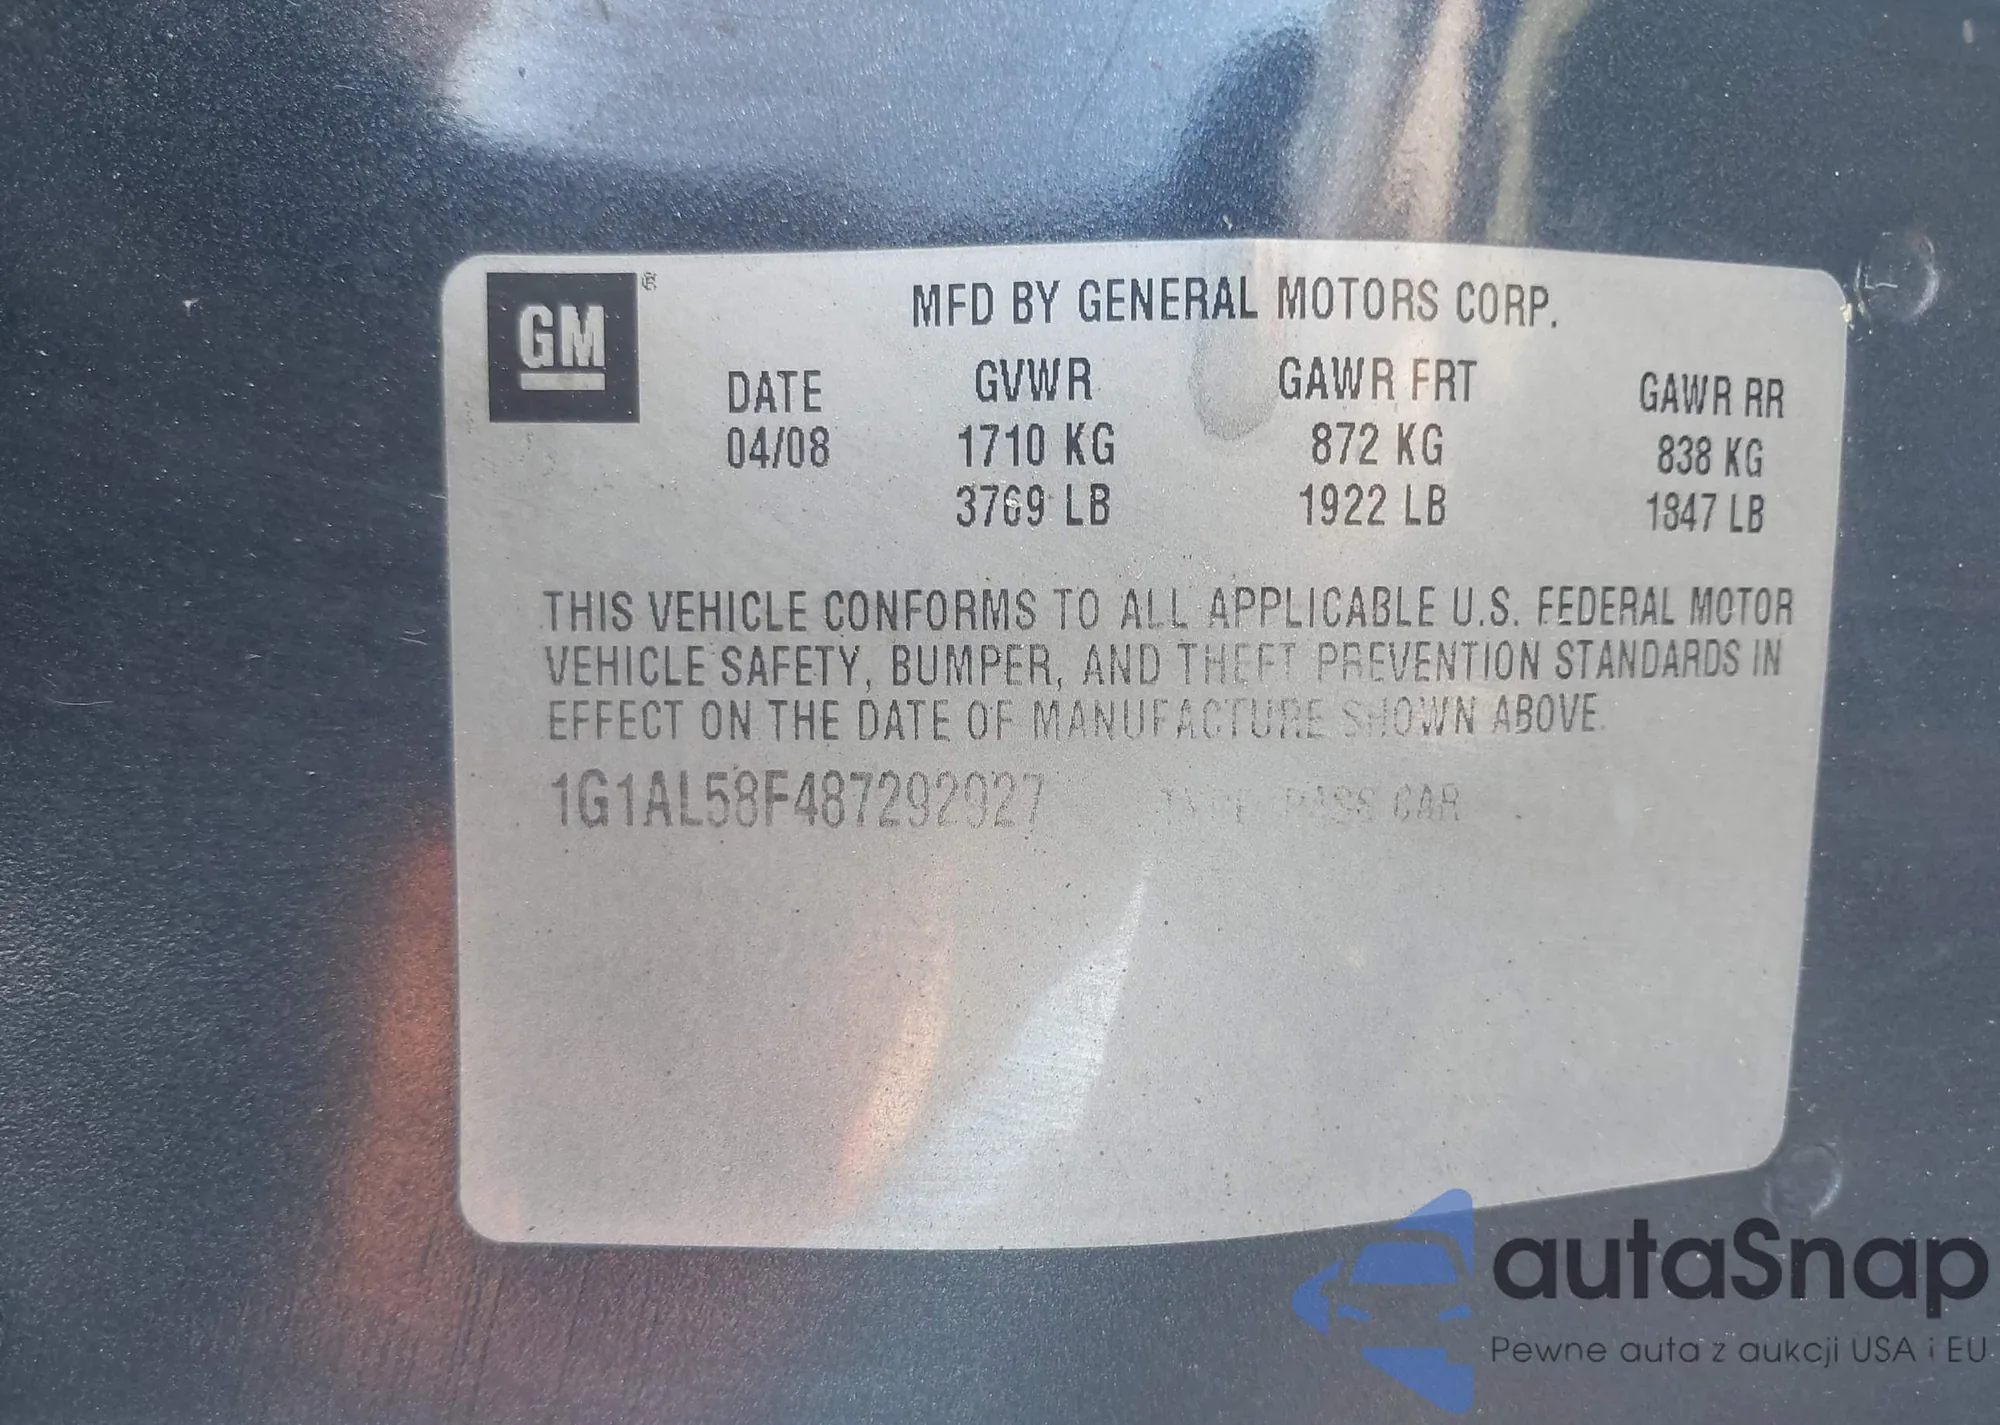 GM ®
MFD BY GENERAL MOTORS CORP.
DATE GVWR GAWR FRT GAWR RR
04/08 1710 KG 872 KG 838 KG
3769 LB 1922 LB 1847 LB
THIS VEHICLE CONFORMS TO ALL APPLICABLE U.S. FEDERAL MOTOR
VEHICLE SAFETY, BUMPER, AND THEFT PREVENTION STANDARDS IN
EFFECT ON THE DATE OF MANUFACTURE SHOWN ABOVE.
1G1AL58F487292927 TYPE PASS CAR
autaSnap
Pewne auta z aukcji USA i EU